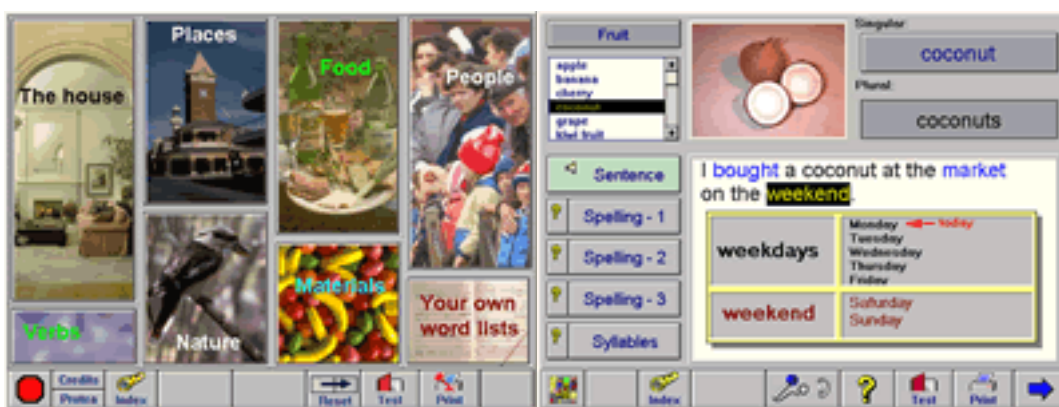 The house
Places
Food
People
Verbs
Nature
Materials
Your own
word lists
Credits
Index
Reset
Test
Print
Fruit
apple
banana
cherry
coconut
grape
kiwi fruit
Singular
coconut
Plural
coconuts
Sentence
Spelling - 1
Spelling - 2
Spelling - 3
Syllables
I bought a coconut at the market
on the weekend.
weekdays
Monday today
Tuesday
Wednesday
Thursday
Friday
weekend
Saturday
Sunday
Index
?
Test
Print